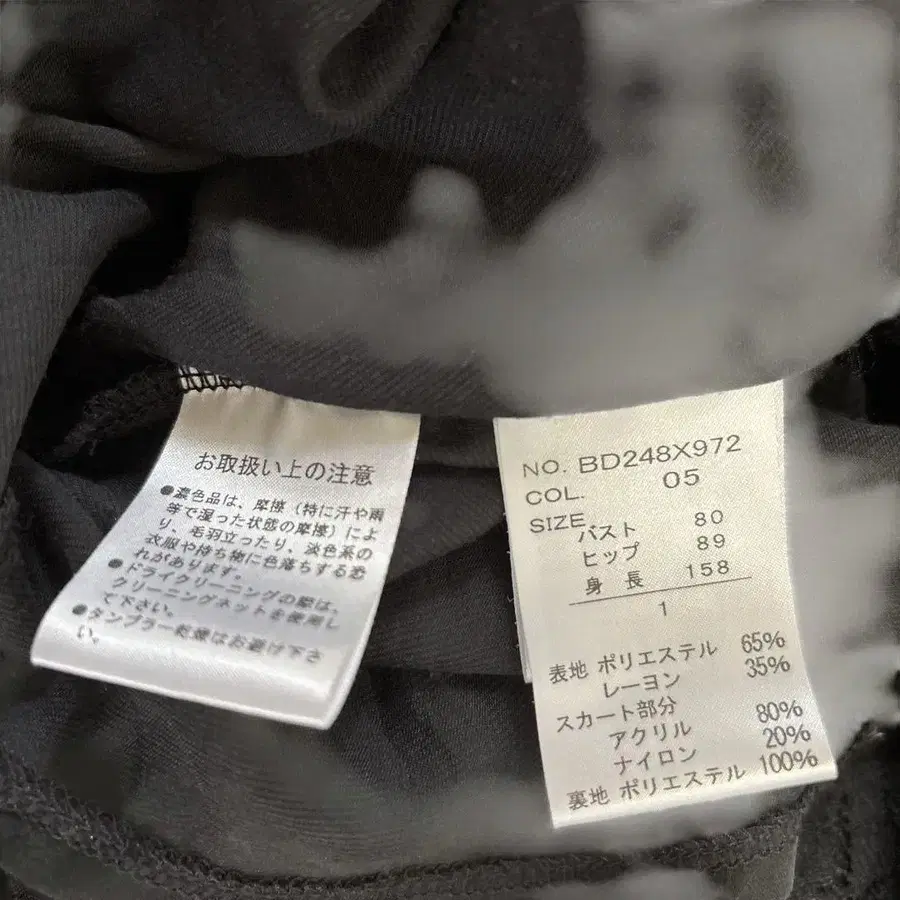 お取扱い上の注意
●濃色品は、摩擦（特に汗や雨
等で湿った状態の摩擦）によ
り、毛羽立ったり、淡色系の
衣服や持ち物に色落ちする恐
れがあります。
●ドライクリーニングの際は、
クリーニングネットを使用し
て下さい。
●タンブラー乾燥はお避け下さ
い。
NO. BD248X972
COL. 05
SIZE
バスト 80
ヒップ 89
身長 158
1
表地 ポリエステル 65%
レーヨン 35%
スカート部分
アクリル 80%
ナイロン 20%
裏地 ポリエステル 100%